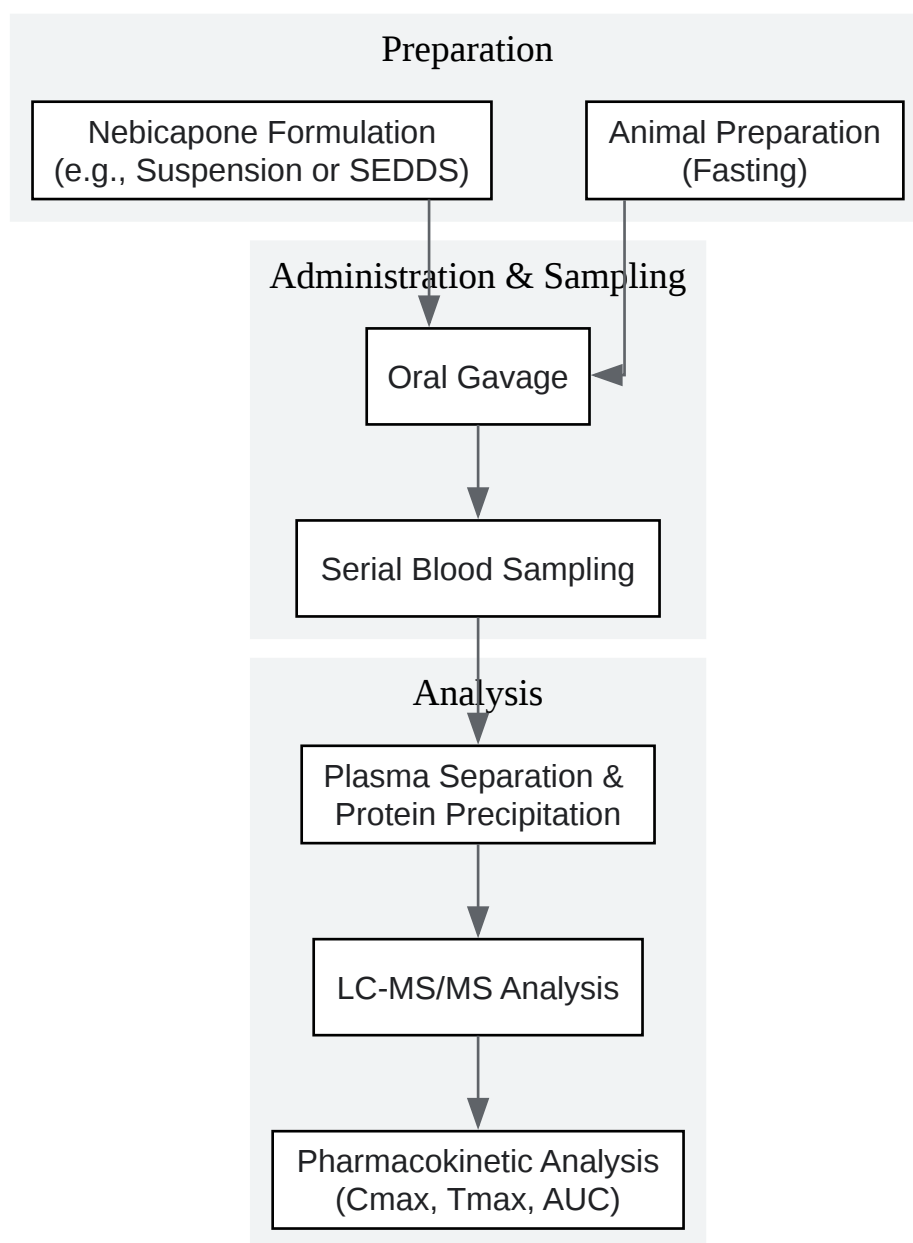 Preparation
Nebicapone Formulation
(e.g., Suspension or SEDDS)
Animal Preparation
(Fasting)
Administration & Sampling
Oral Gavage
Serial Blood Sampling
Analysis
Plasma Separation &
Protein Precipitation
LC-MS/MS Analysis
Pharmacokinetic Analysis
(Cmax, Tmax, AUC)